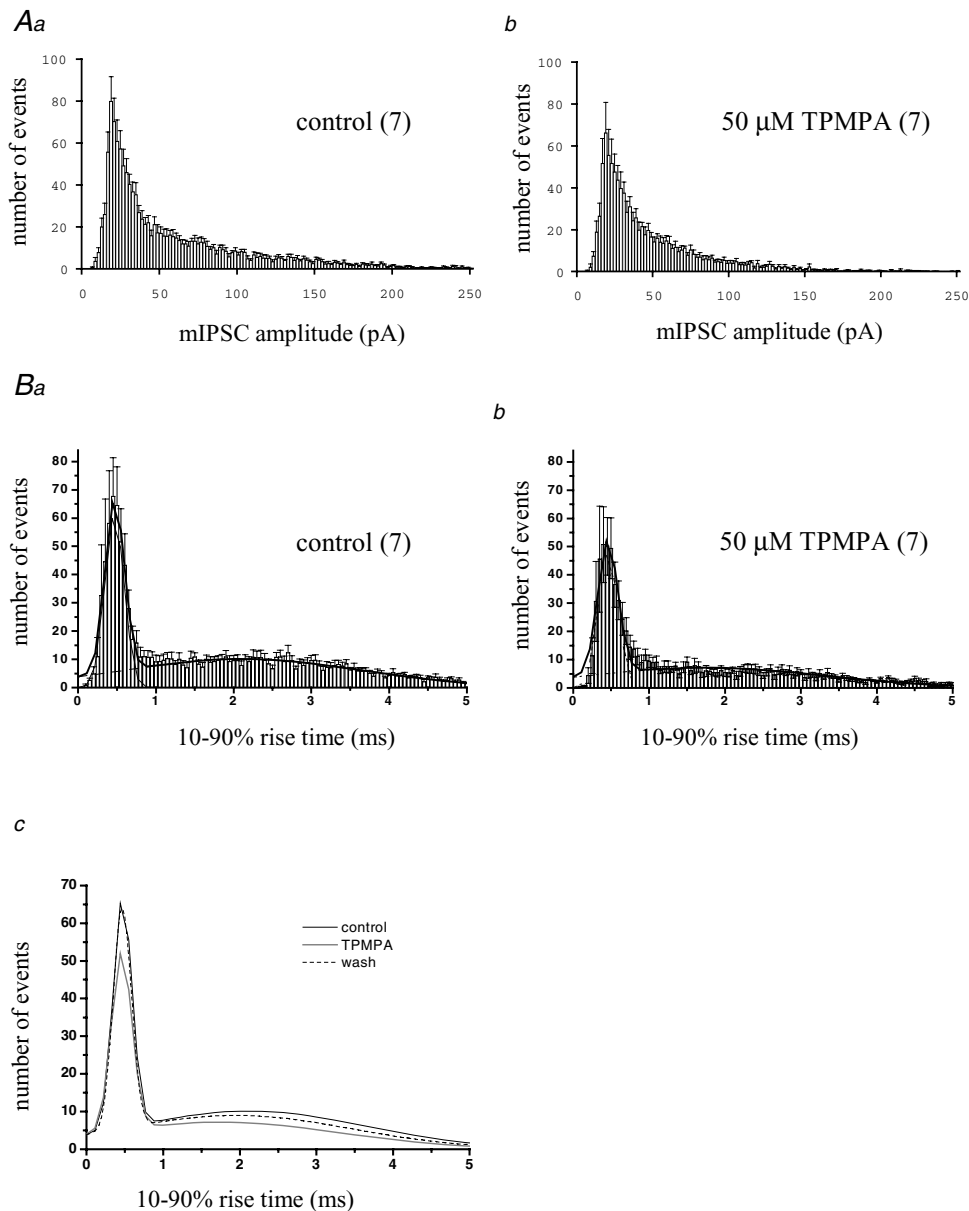 Aa
b
100
80
60
40
20
0
number of events
control (7)
0 50 100 150 200 250
mIPSC amplitude (pA)
100
80
60
40
20
0
number of events
50 μM TPMPA (7)
0 50 100 150 200 250
mIPSC amplitude (pA)
Ba
b
80
70
60
50
40
30
20
10
0
number of events
control (7)
0 1 2 3 4 5
10-90% rise time (ms)
80
70
60
50
40
30
20
10
0
number of events
50 μM TPMPA (7)
0 1 2 3 4 5
10-90% rise time (ms)
c
70
60
50
40
30
20
10
0
number of events
control
TPMPA
wash
0 1 2 3 4 5
10-90% rise time (ms)